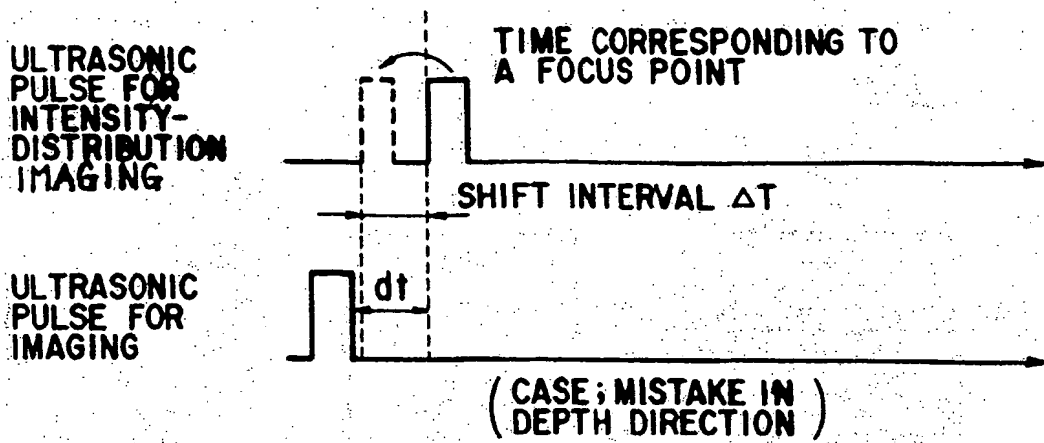 ULTRASONIC
PULSE FOR
INTENSITY-
DISTRIBUTION
IMAGING
TIME CORRESPONDING TO
A FOCUS POINT
SHIFT INTERVAL ΔT
ULTRASONIC
PULSE FOR
IMAGING
dt
(CASE; MISTAKE IN
DEPTH DIRECTION)